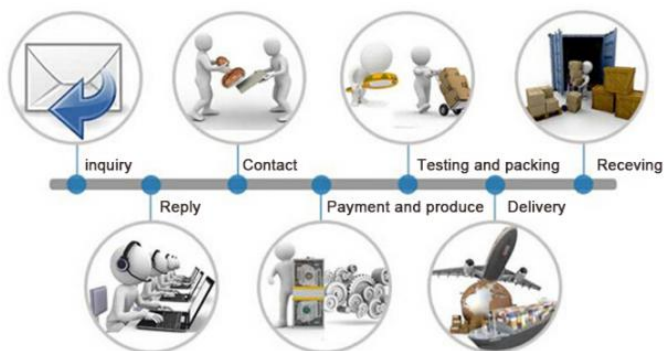 inquiry
Contact
Testing and packing
Receving
Reply
Payment and produce
Delivery